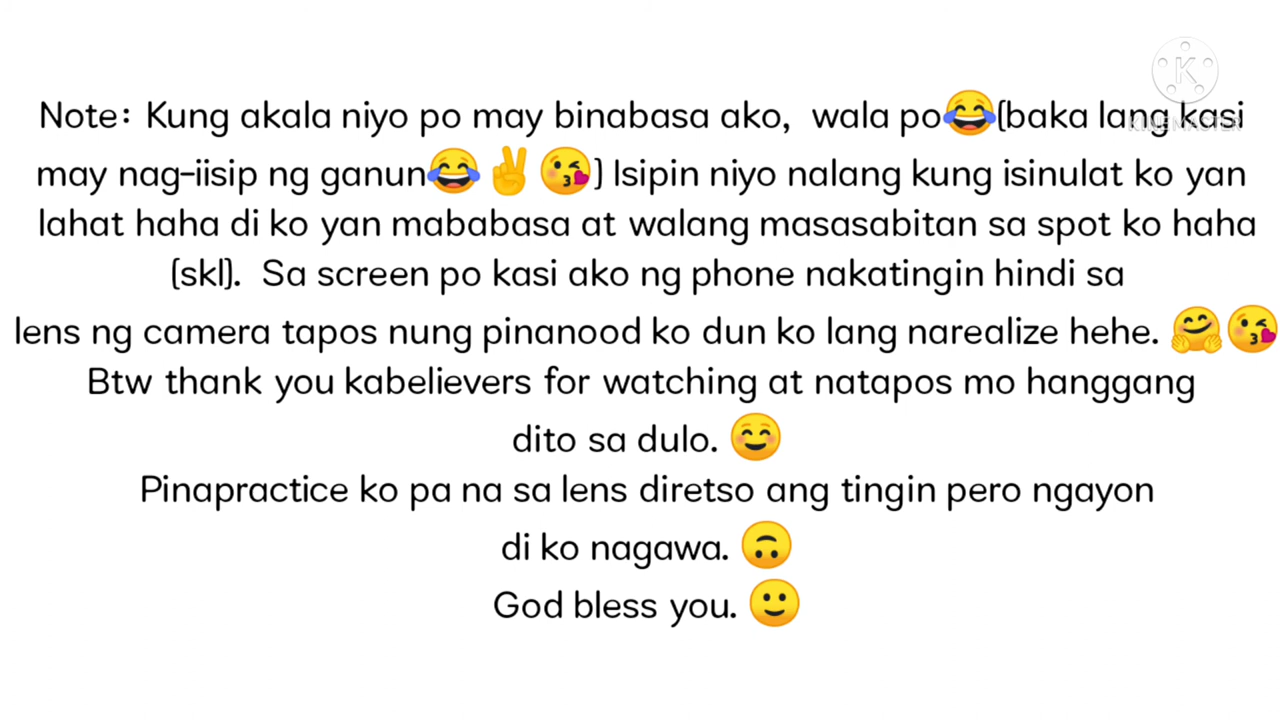 Note: Kung akala niyo po may binabasa ako, wala po😂(baka lang kasi
may nag-iisip ng ganun😂✌️😘) Isipin niyo nalang kung isinulat ko yan
lahat haha di ko yan mababasa at walang masasabitan sa spot ko haha
(skl). Sa screen po kasi ako ng phone nakatingin hindi sa
lens ng camera tapos nung pinanood ko dun ko lang narealize hehe. 🤗😘
Btw thank you kabelievers for watching at natapos mo hanggang
dito sa dulo. ☺️
Pinapractice ko pa na sa lens diretso ang tingin pero ngayon
di ko nagawa. 🙃
God bless you. 🙂
K
KINEMASTER